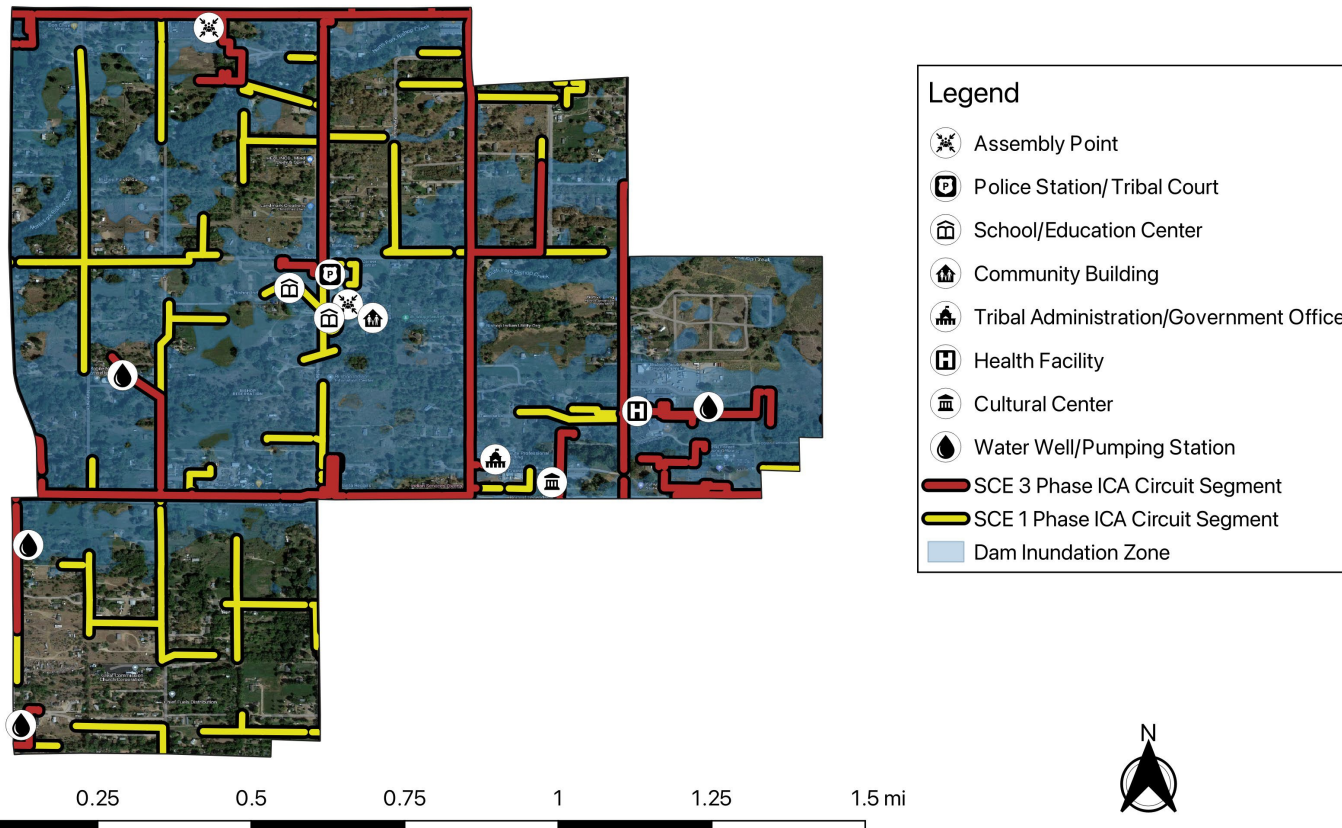 Legend
Assembly Point
Police Station/ Tribal Court
School/Education Center
Community Building
Tribal Administration/Government Office
Health Facility
Cultural Center
Water Well/Pumping Station
SCE 3 Phase ICA Circuit Segment
SCE 1 Phase ICA Circuit Segment
Dam Inundation Zone
N
0.25 0.5 0.75 1 1.25 1.5 mi